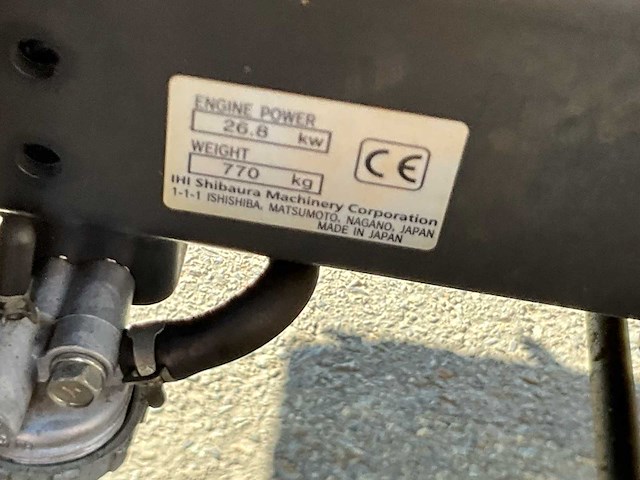 ENGINE POWER
26.8 kw
WEIGHT
770 kg
CE
IHI Shibaura Machinery Corporation
1-1-1 ISHISHIBA, MATSUMOTO, NAGANO, JAPAN
MADE IN JAPAN